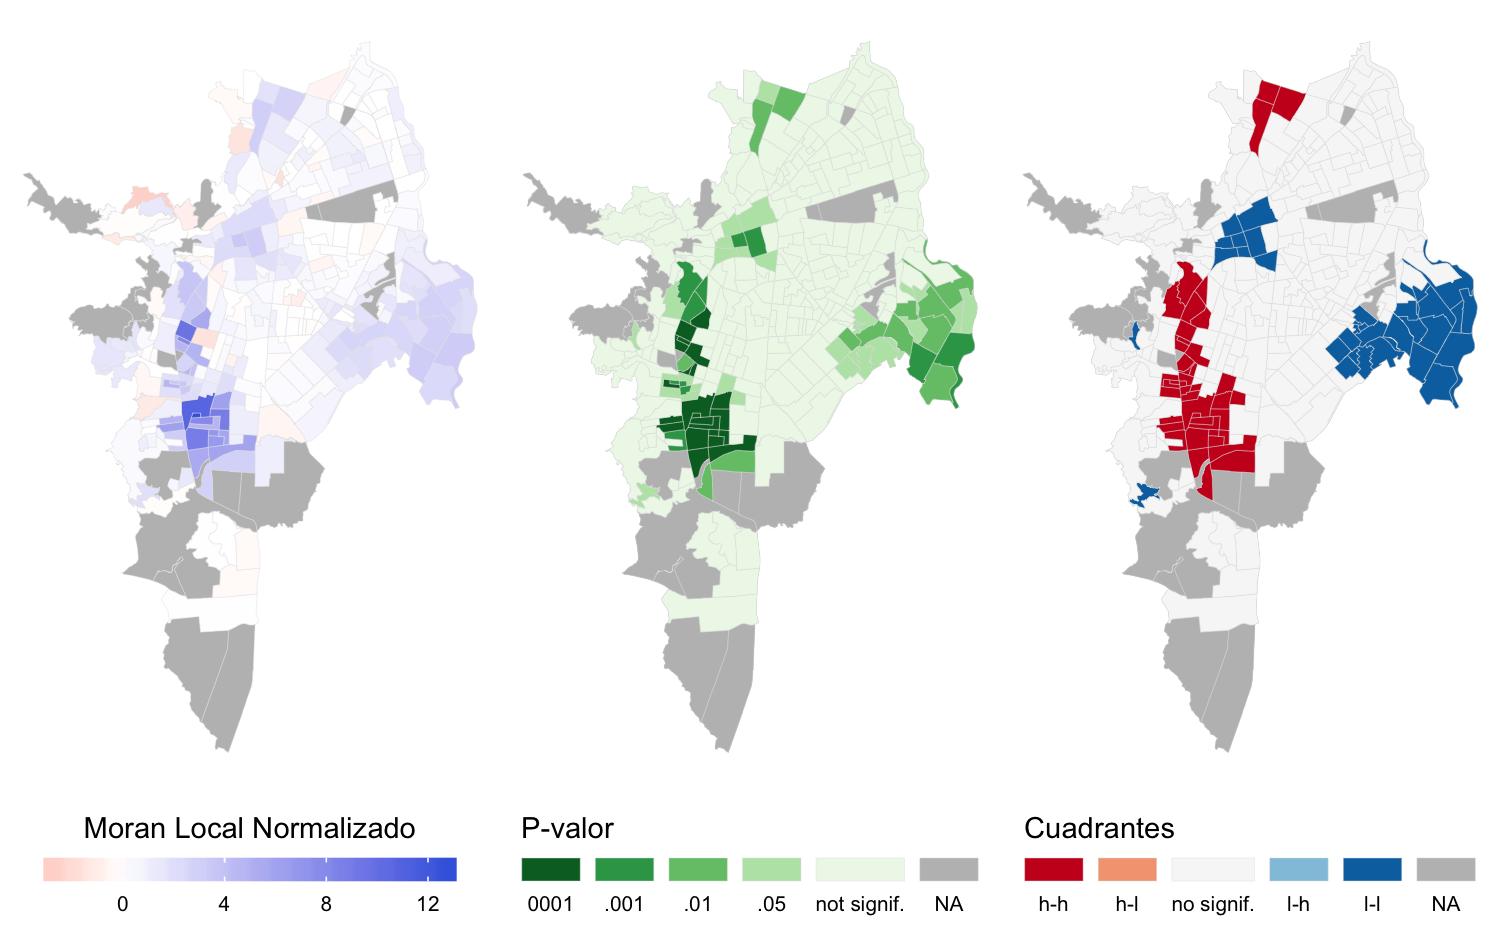 Moran Local Normalizado
0 4 8 12
P-valor
0001 .001 .01 .05 not signif. NA
Cuadrantes
h-h h-l no signif. l-h l-l NA